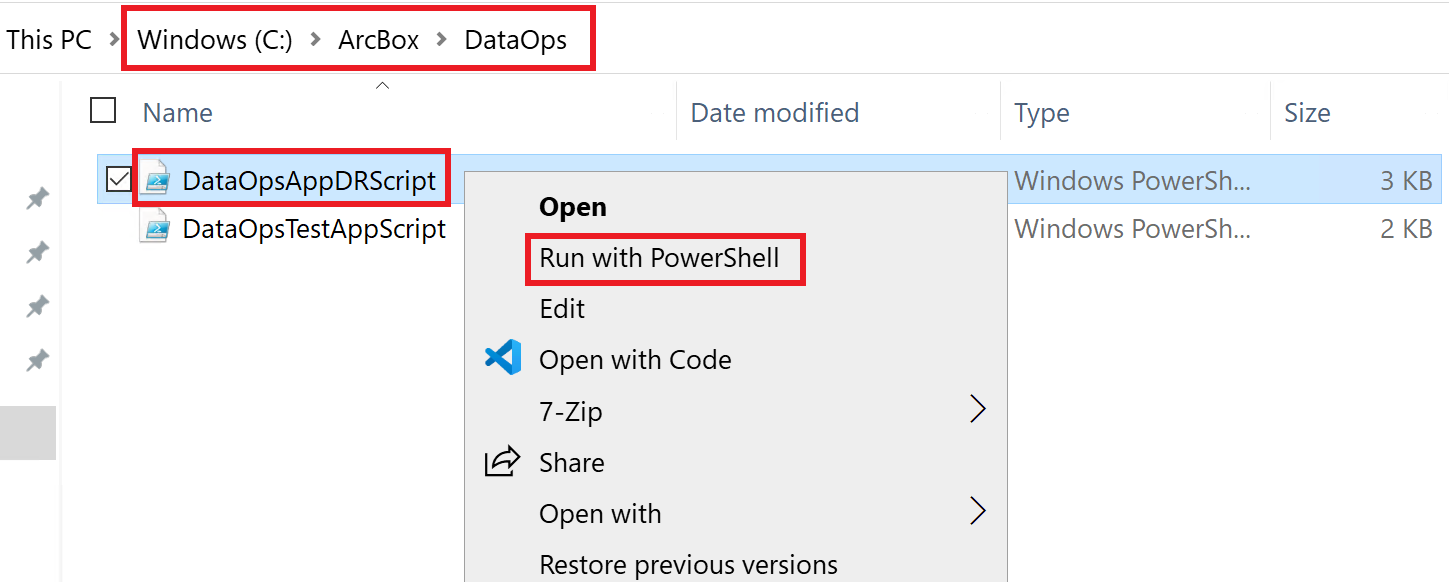 This PC > Windows (C:) > ArcBox > DataOps
Name Date modified Type Size
DataOpsAppDRScript Windows PowerSh... 3 KB
DataOpsTestAppScript Windows PowerSh... 2 KB
Open
Run with PowerShell
Edit
Open with Code
7-Zip
Share
Open with
Restore previous versions